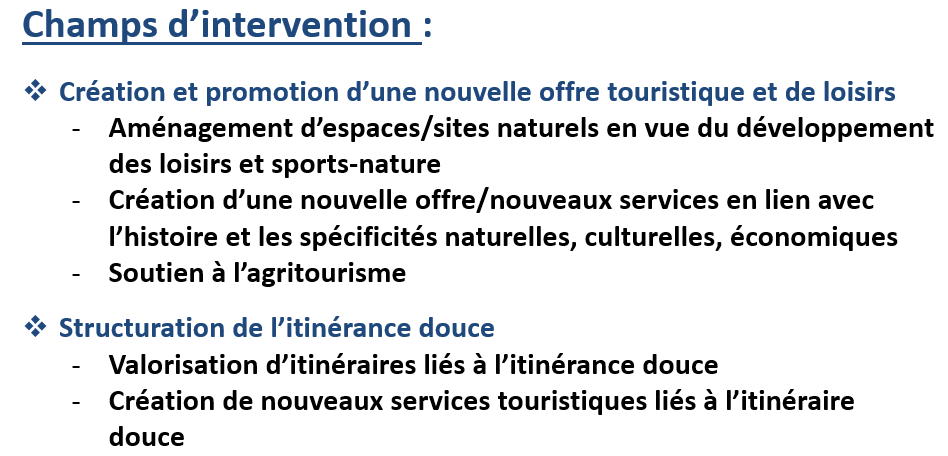 Champs d’intervention :
❖ Création et promotion d’une nouvelle offre touristique et de loisirs
- Aménagement d’espaces/sites naturels en vue du développement
des loisirs et sports-nature
- Création d’une nouvelle offre/nouveaux services en lien avec
l’histoire et les spécificités naturelles, culturelles, économiques
- Soutien à l’agritourisme
❖ Structuration de l’itinérance douce
- Valorisation d’itinéraires liés à l’itinérance douce
- Création de nouveaux services touristiques liés à l’itinéraire
douce